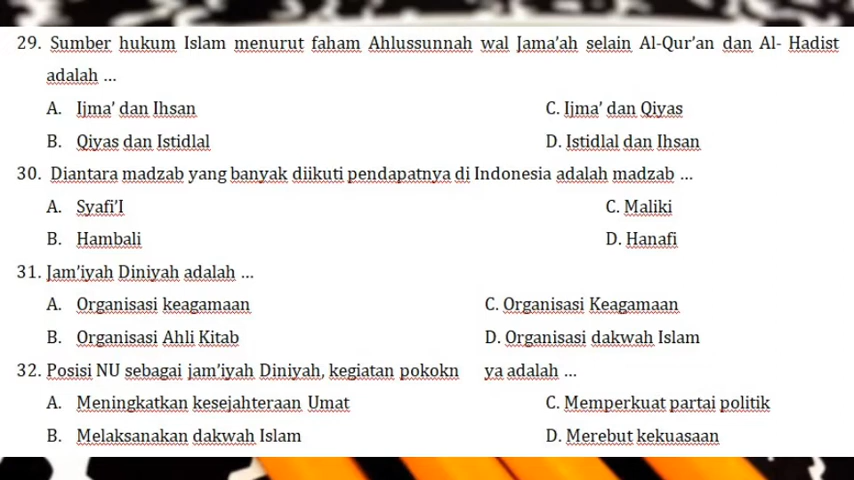 29. Sumber hukum Islam menurut faham Ahlussunnah wal Jama'ah selain Al-Qur'an dan Al- Hadist
adalah ...
A. Ijma' dan Ihsan C. Ijma' dan Qiyas
B. Qiyas dan Istidlal D. Istidlal dan Ihsan
30. Diantara madzab yang banyak diikuti pendapatnya di Indonesia adalah madzab ...
A. Syafi'I C. Maliki
B. Hambali D. Hanafi
31. Jam'iyah Diniyah adalah ...
A. Organisasi keagamaan C. Organisasi Keagamaan
B. Organisasi Ahli Kitab D. Organisasi dakwah Islam
32. Posisi NU sebagai jam'iyah Diniyah, kegiatan pokokn ya adalah ...
A. Meningkatkan kesejahteraan Umat C. Memperkuat partai politik
B. Melaksanakan dakwah Islam D. Merebut kekuasaan